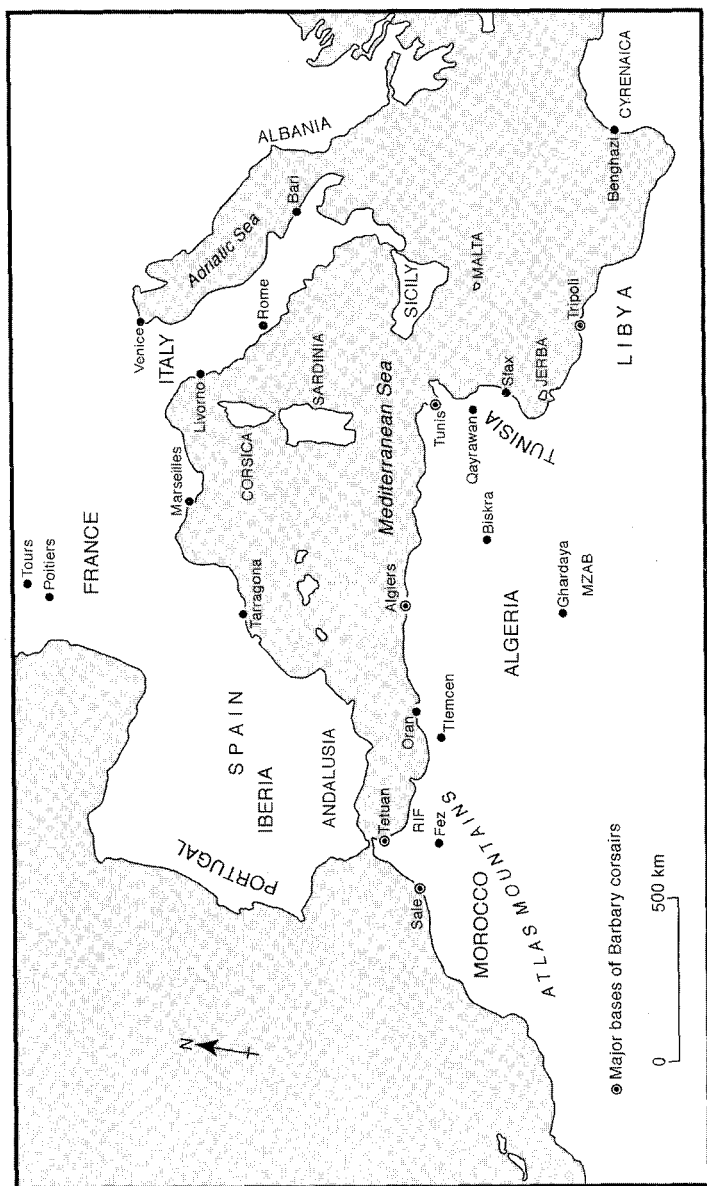 Tours
Poitiers
FRANCE
Venice
ITALY
Adriatic Sea
ALBANIA
Marseilles
Livorno
Rome
Bari
CORSICA
SARDINIA
Tarragona
SPAIN
IBERIA
PORTUGAL
ANDALUSIA
Mediterranean Sea
SICILY
MALTA
Tetuan
RIF
Fez
Sale
MOROCCO
ATLAS MOUNTAINS
Oran
Tlemcen
Algiers
ALGERIA
Biskra
Ghardaya
MZAB
Tunis
Qayrawan
Sfax
TUNISIA
JERBA
Tripoli
LIBYA
Benghazi
CYRENAICA
N
Major bases of Barbary corsairs
0 500 km